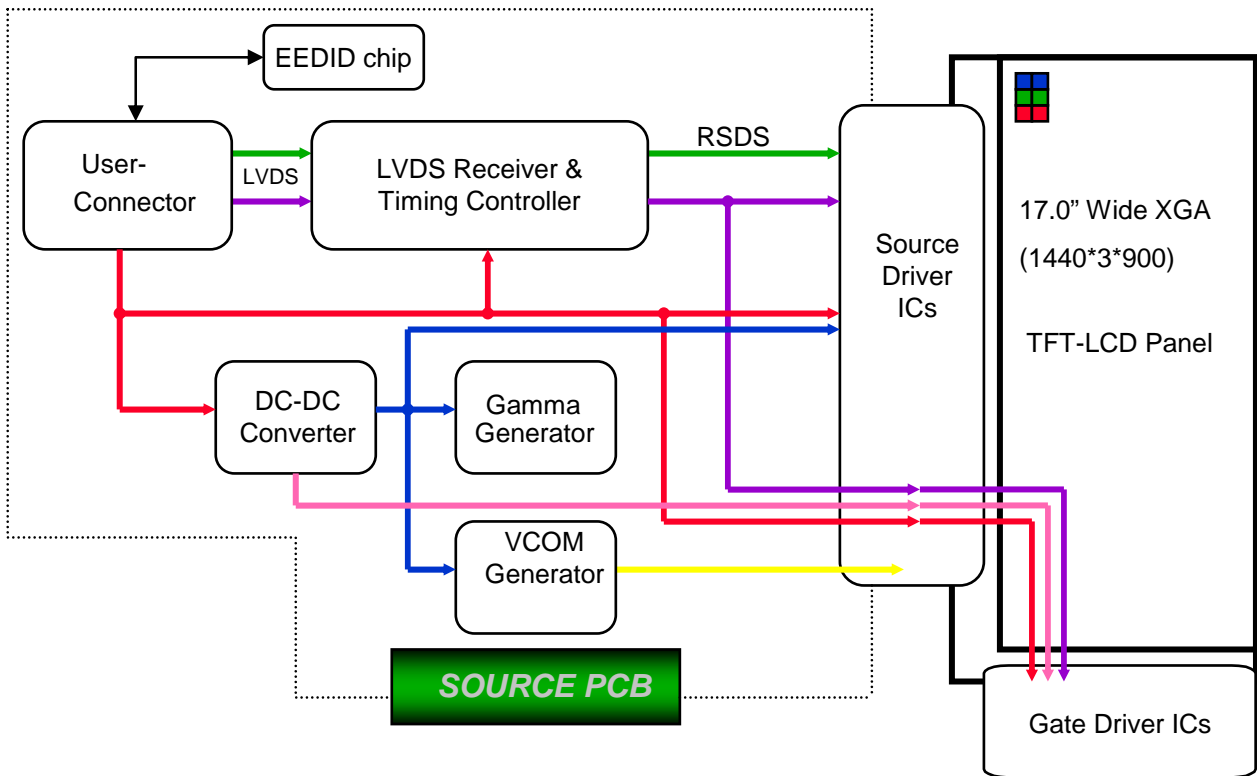 EEDID chip
User-
Connector
LVDS
LVDS Receiver &
Timing Controller
RSDS
Source
Driver
ICs
17.0” Wide XGA
(1440*3*900)
TFT-LCD Panel
DC-DC
Converter
Gamma
Generator
VCOM
Generator
SOURCE PCB
Gate Driver ICs